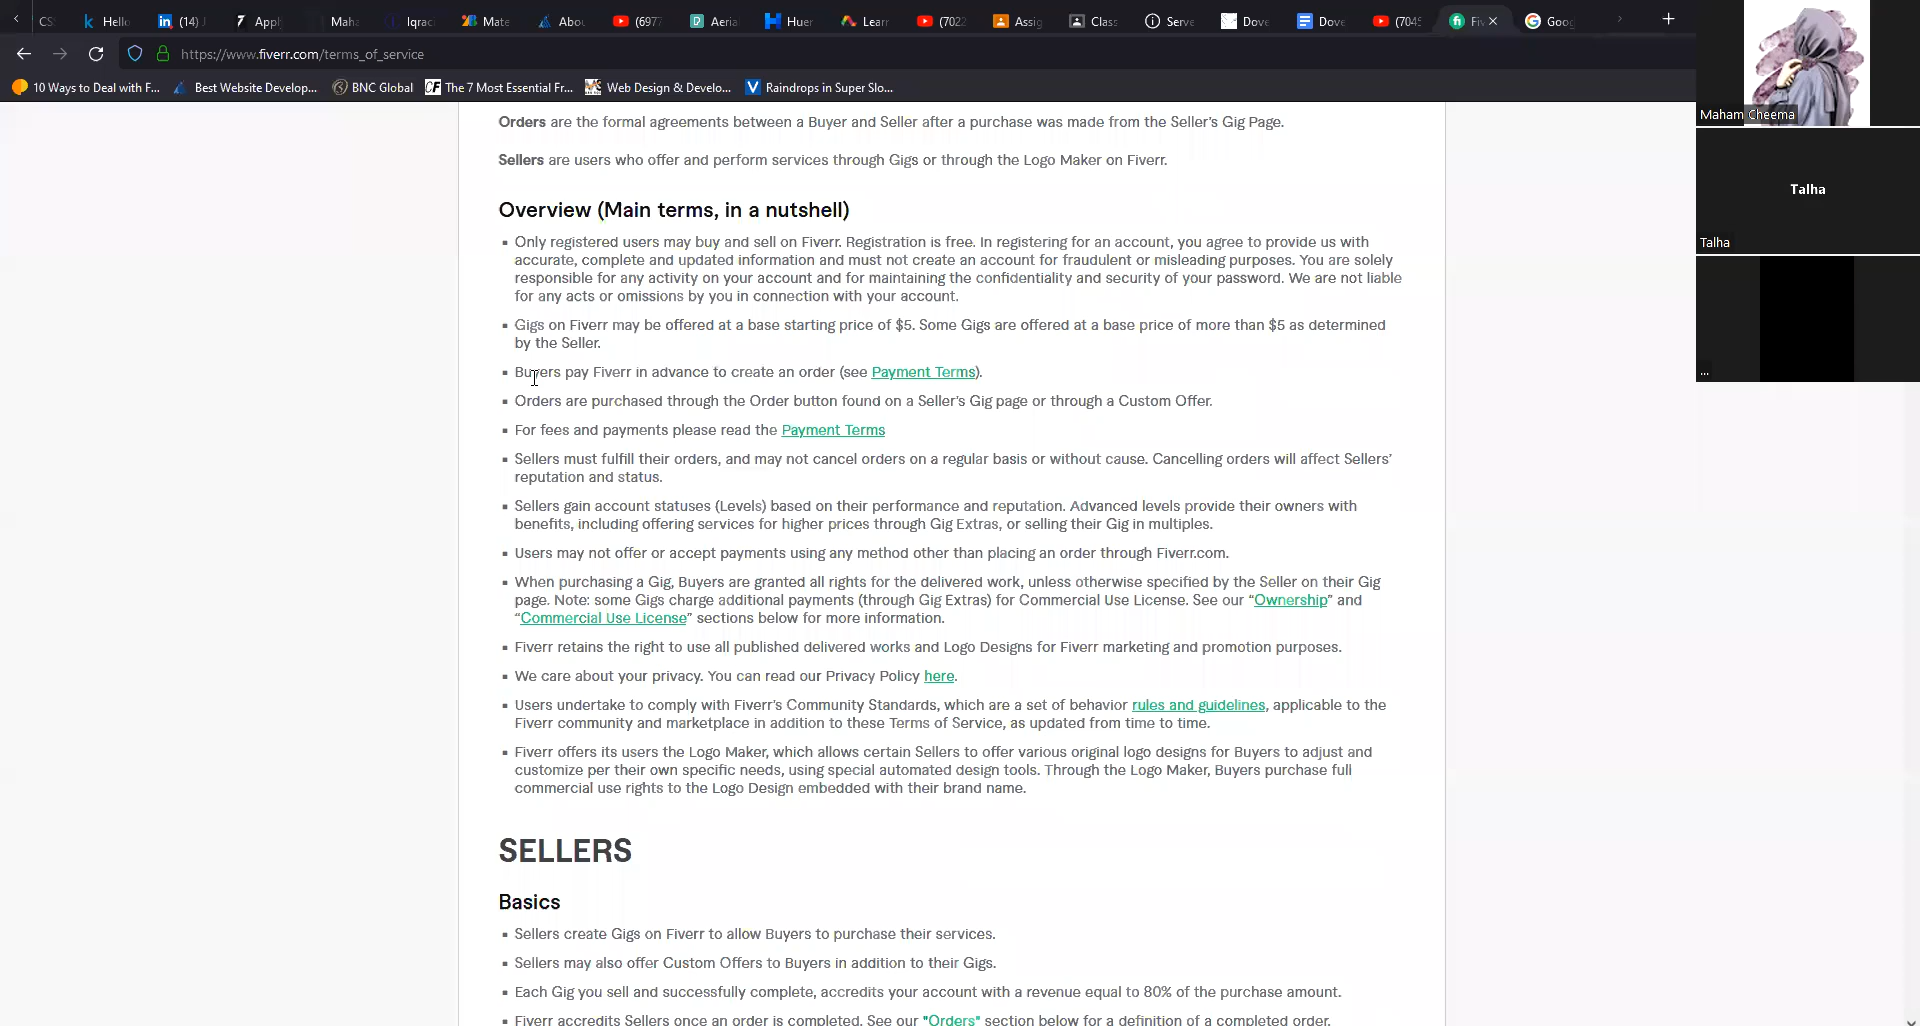 CS
Hello
(14)
Appl
Maha
Iqrac
Mate
Abou
(6977
Aeria
Huer
Learr
(7022
Assig
Class
Serve
Dove
Dove
(7045
Fiv
Goog
https://www.fiverr.com/terms_of_service
10 Ways to Deal with F...
Best Website Develop...
BNC Global
The 7 Most Essential Fr...
Web Design & Develo...
Raindrops in Super Slo...
Maham Cheema
Talha
Talha
...
Orders are the formal agreements between a Buyer and Seller after a purchase was made from the Seller's Gig Page.
Sellers are users who offer and perform services through Gigs or through the Logo Maker on Fiverr.
Overview (Main terms, in a nutshell)
▪ Only registered users may buy and sell on Fiverr. Registration is free. In registering for an account, you agree to provide us with
accurate, complete and updated information and must not create an account for fraudulent or misleading purposes. You are solely
responsible for any activity on your account and for maintaining the confidentiality and security of your password. We are not liable
for any acts or omissions by you in connection with your account.
▪ Gigs on Fiverr may be offered at a base starting price of $5. Some Gigs are offered at a base price of more than $5 as determined
by the Seller.
▪ Buyers pay Fiverr in advance to create an order (see Payment Terms).
▪ Orders are purchased through the Order button found on a Seller's Gig page or through a Custom Offer.
▪ For fees and payments please read the Payment Terms
▪ Sellers must fulfill their orders, and may not cancel orders on a regular basis or without cause. Cancelling orders will affect Sellers'
reputation and status.
▪ Sellers gain account statuses (Levels) based on their performance and reputation. Advanced levels provide their owners with
benefits, including offering services for higher prices through Gig Extras, or selling their Gig in multiples.
▪ Users may not offer or accept payments using any method other than placing an order through Fiverr.com.
▪ When purchasing a Gig, Buyers are granted all rights for the delivered work, unless otherwise specified by the Seller on their Gig
page. Note: some Gigs charge additional payments (through Gig Extras) for Commercial Use License. See our “Ownership” and
“Commercial Use License” sections below for more information.
▪ Fiverr retains the right to use all published delivered works and Logo Designs for Fiverr marketing and promotion purposes.
▪ We care about your privacy. You can read our Privacy Policy here.
▪ Users undertake to comply with Fiverr's Community Standards, which are a set of behavior rules and guidelines, applicable to the
Fiverr community and marketplace in addition to these Terms of Service, as updated from time to time.
▪ Fiverr offers its users the Logo Maker, which allows certain Sellers to offer various original logo designs for Buyers to adjust and
customize per their own specific needs, using special automated design tools. Through the Logo Maker, Buyers purchase full
commercial use rights to the Logo Design embedded with their brand name.
SELLERS
Basics
▪ Sellers create Gigs on Fiverr to allow Buyers to purchase their services.
▪ Sellers may also offer Custom Offers to Buyers in addition to their Gigs.
▪ Each Gig you sell and successfully complete, accredits your account with a revenue equal to 80% of the purchase amount.
▪ Fiverr accredits Sellers once an order is completed. See our "Orders" section below for a definition of a completed order.